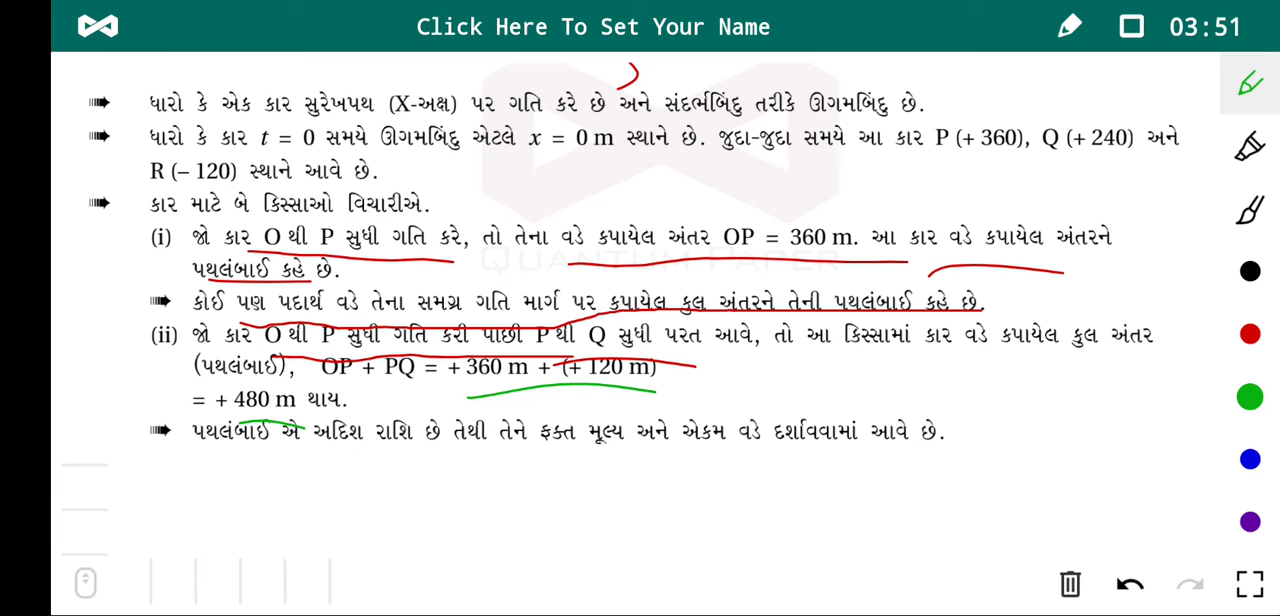 Click Here To Set Your Name
03:51
ધારો કે એક કાર સુરેખપથ (X-અક્ષ) પર ગતિ કરે છે અને સંદર્ભબિંદુ તરીકે ઊગમબિંદુ છે.
ધારો કે કાર t = 0 સમયે ઊગમબિંદુ એટલે x = 0 m સ્થાને છે. જુદા-જુદા સમયે આ કાર P (+ 360), Q (+ 240) અને
R (– 120) સ્થાને આવે છે.
કાર માટે બે કિસ્સાઓ વિચારીએ.
(i) જો કાર O થી P સુધી ગતિ કરે, તો તેના વડે કપાયેલ અંતર OP = 360 m. આ કાર વડે કપાયેલ અંતરને
પથલંબાઈ કહે છે.
કોઈ પણ પદાર્થ વડે તેના સમગ્ર ગતિ માર્ગ પર કપાયેલ કુલ અંતરને તેની પથલંબાઈ કહે છે.
(ii) જો કાર O થી P સુધી ગતિ કરી પાછી P થી Q સુધી પરત આવે, તો આ કિસ્સામાં કાર વડે કપાયેલ કુલ અંતર
(પથલંબાઈ), OP + PQ = + 360 m + (+ 120 m)
= + 480 m થાય.
પથલંબાઈ એ અદિશ રાશિ છે તેથી તેને ફક્ત મૂલ્ય અને એકમ વડે દર્શાવવામાં આવે છે.
QUANTUM PAPER